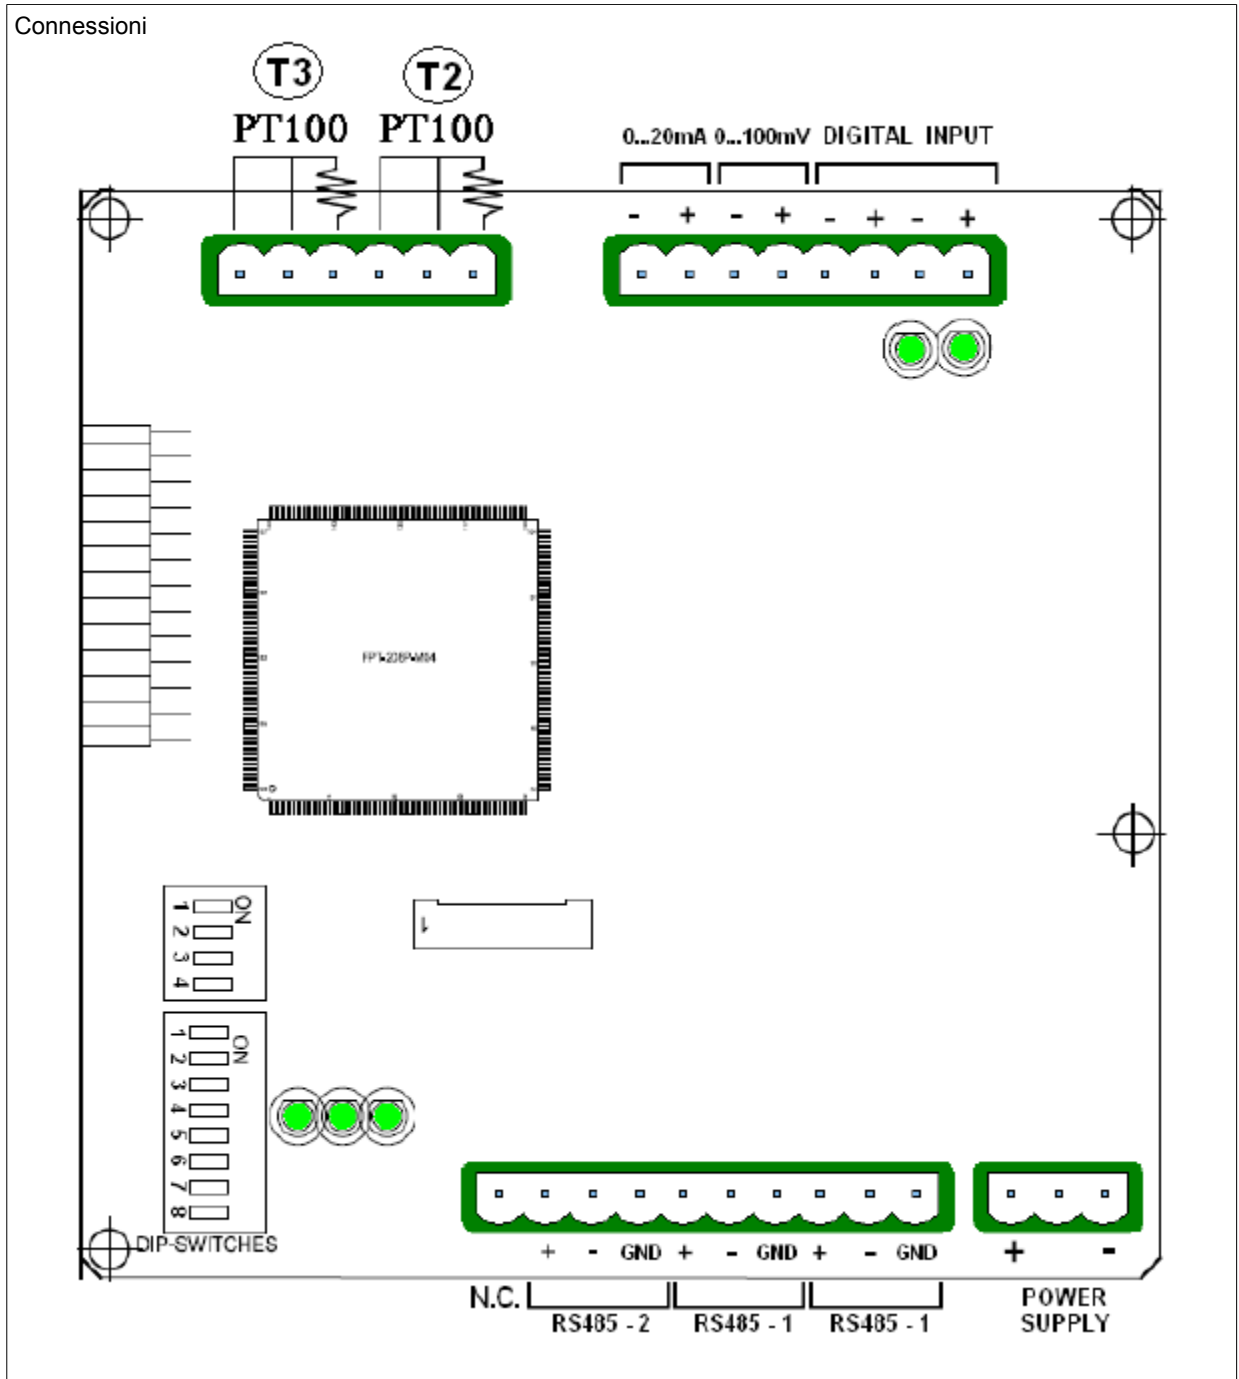 Connessioni
T3 T2
PT100 PT100
0...20mA 0...100mV DIGITAL INPUT
- + - + - + - +
ON
1
2
3
4
ON
1
2
3
4
5
6
7
8
DIP-SWITCHES
+ - GND + - GND + - GND + -
N.C. RS485 - 2 RS485 - 1 RS485 - 1
POWER
SUPPLY